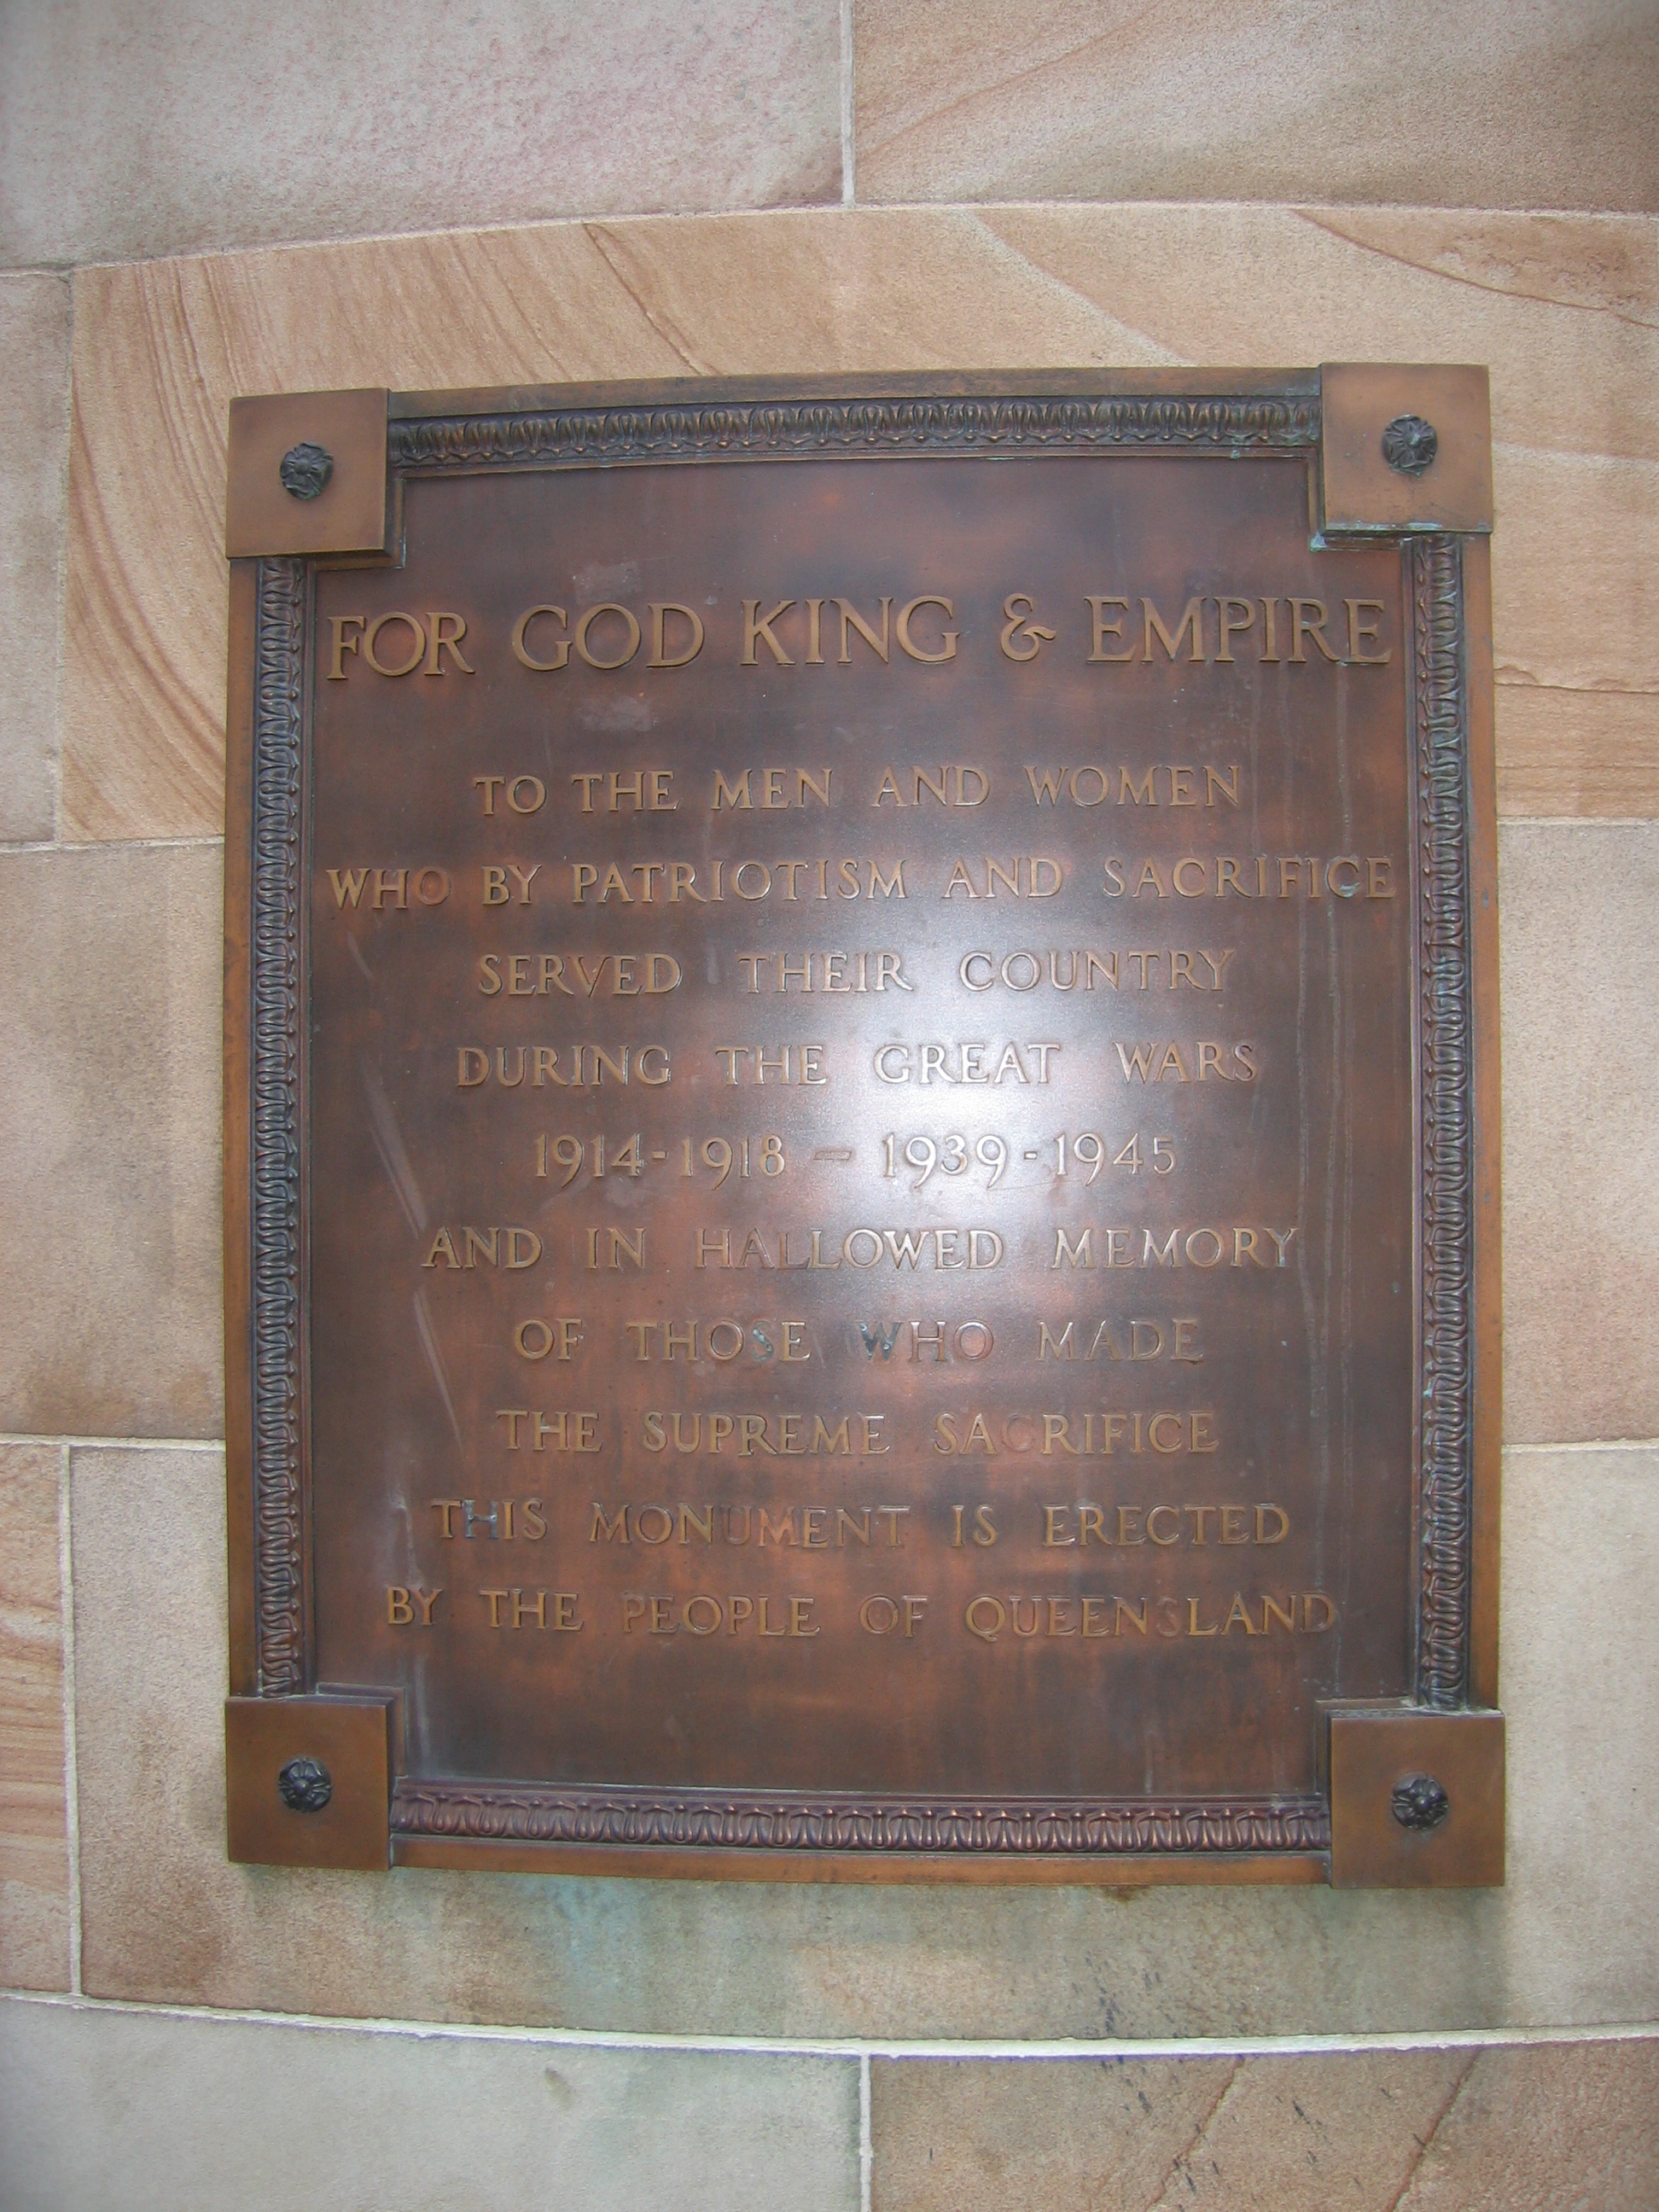 FOR GOD KING & EMPIRE
TO THE MEN AND WOMEN
WHO BY PATRIOTISM AND SACRIFICE
SERVED THEIR COUNTRY
DURING THE GREAT WARS
1914-1918 - 1939-1945
AND IN HALLOWED MEMORY
OF THOSE WHO MADE
THE SUPREME SACRIFICE
THIS MONUMENT IS ERECTED
BY THE PEOPLE OF QUEENSLAND